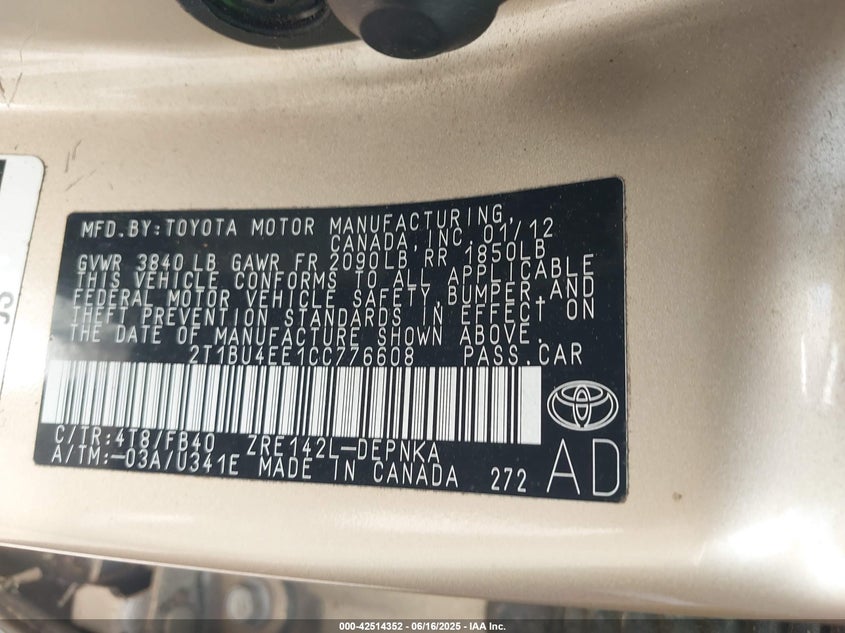 MFD.BY:TOYOTA MOTOR MANUFACTURING,
CANADA, INC. 01/12
GVWR 3840 LB GAWR FR 2090LB RR 1850LB
THIS VEHICLE CONFORMS TO ALL APPLICABLE
FEDERAL MOTOR VEHICLE SAFETY,BUMPER,AND
THEFT PREVENTION STANDARDS IN EFFECT ON
THE DATE OF MANUFACTURE SHOWN ABOVE.
2T1BU4EE1CC776608 PASS.CAR
C/TR:4T8/FB40 ZRE142L-DEPNKA
A/TM:-03A/U341E MADE IN CANADA 272
AD
000-42514352 - 06/16/2025 - IAA Inc.